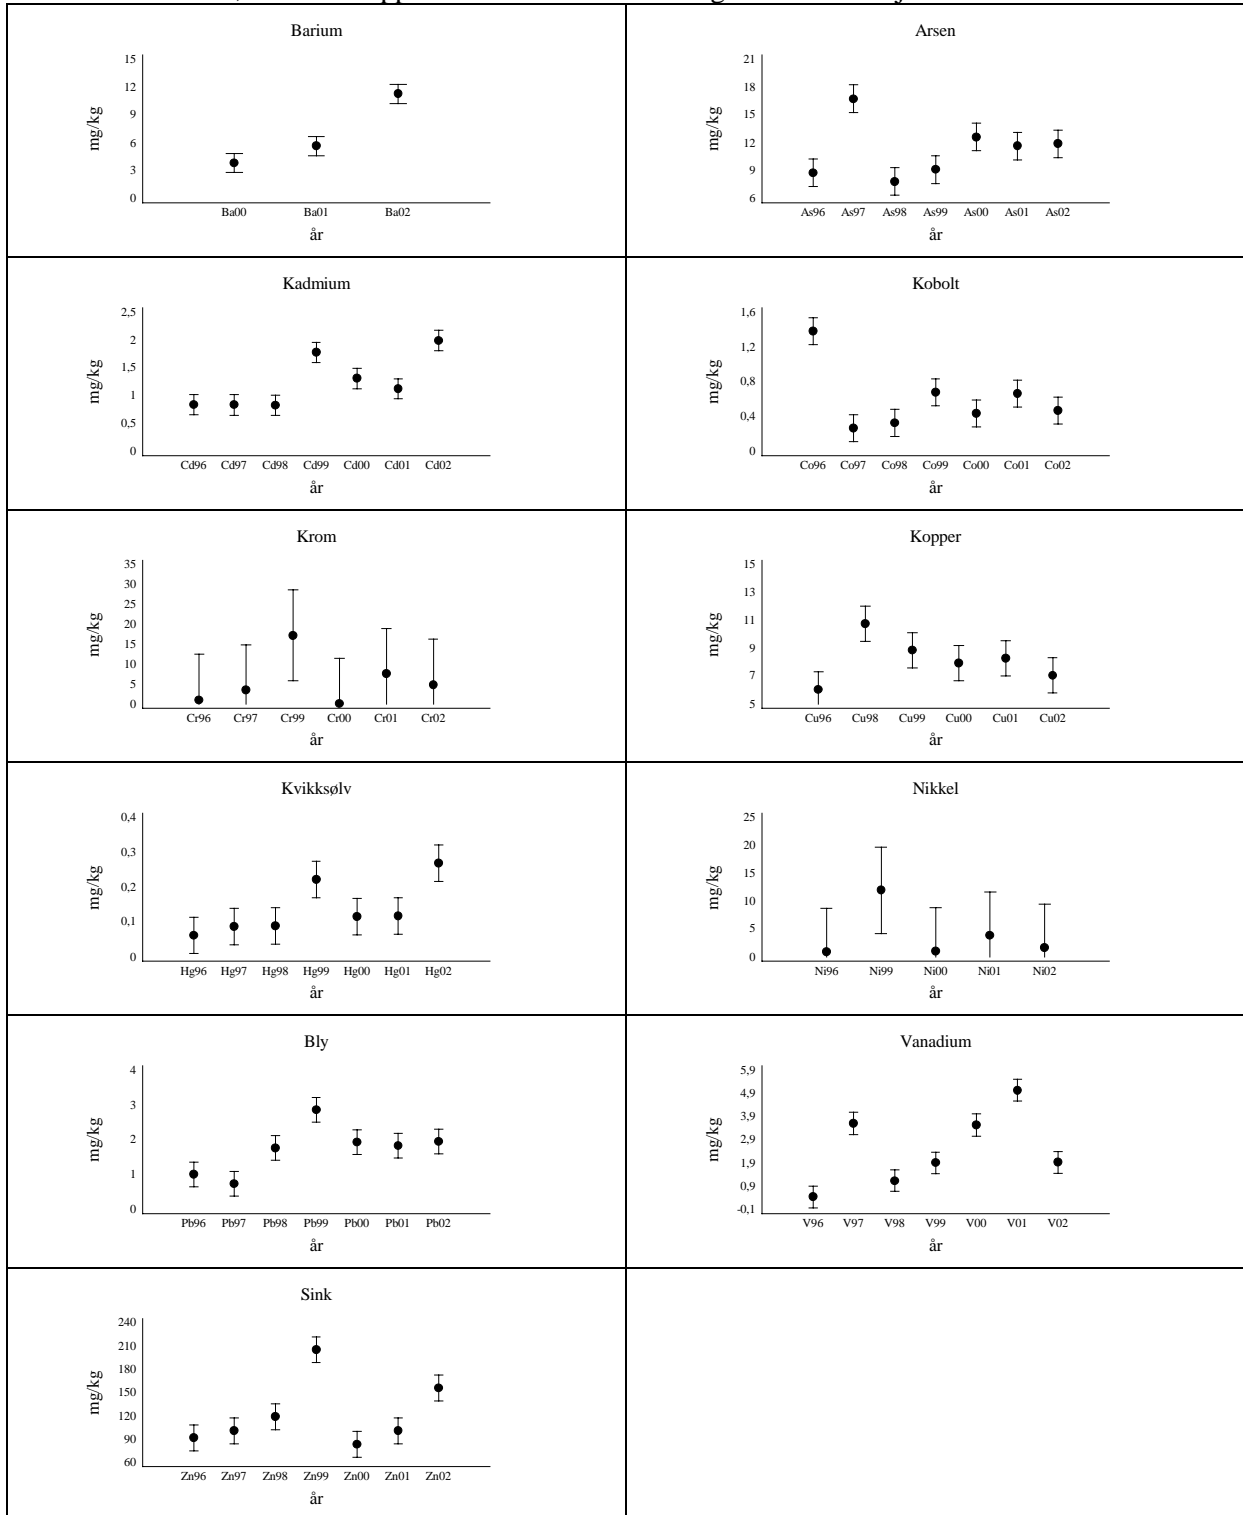 Barium
15
12
9
6
3
0
mg/kg
Ba00 Ba01 Ba02
år
Arsen
21
18
15
12
9
6
mg/kg
As96 As97 As98 As99 As00 As01 As02
år
Kadmium
2,5
2
1,5
1
0,5
0
mg/kg
Cd96 Cd97 Cd98 Cd99 Cd00 Cd01 Cd02
år
Kobolt
1,6
1,2
0,8
0,4
0
mg/kg
Co96 Co97 Co98 Co99 Co00 Co01 Co02
år
Krom
35
30
25
20
15
10
5
0
mg/kg
Cr96 Cr97 Cr99 Cr00 Cr01 Cr02
år
Kopper
15
13
11
9
7
5
mg/kg
Cu96 Cu98 Cu99 Cu00 Cu01 Cu02
år
Kvikksølv
0,4
0,3
0,2
0,1
0
mg/kg
Hg96 Hg97 Hg98 Hg99 Hg00 Hg01 Hg02
år
Nikkel
25
20
15
10
5
0
mg/kg
Ni96 Ni99 Ni00 Ni01 Ni02
år
Bly
4
3
2
1
0
mg/kg
Pb96 Pb97 Pb98 Pb99 Pb00 Pb01 Pb02
år
Vanadium
5,9
4,9
3,9
2,9
1,9
0,9
-0,1
mg/kg
V96 V97 V98 V99 V00 V01 V02
år
Sink
240
210
180
150
120
90
60
mg/kg
Zn96 Zn97 Zn98 Zn99 Zn00 Zn01 Zn02
år